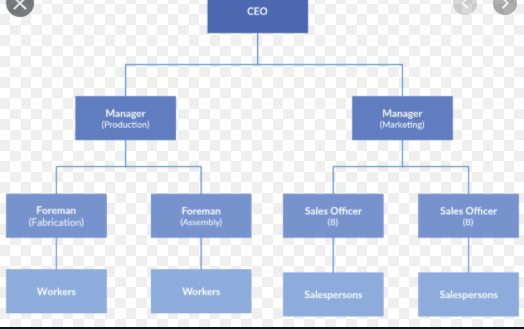 CEO
Manager
(Production)
Manager
(Marketing)
Foreman
(Fabrication)
Foreman
(Assembly)
Sales Officer
(B)
Sales Officer
(B)
Workers
Workers
Salespersons
Salespersons